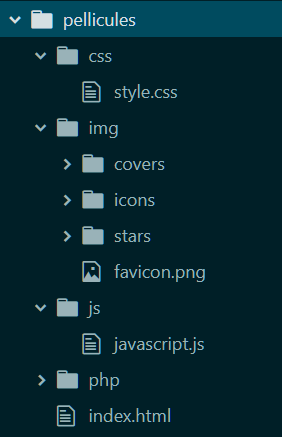 pellicules
css
style.css
img
covers
icons
stars
favicon.png
js
javascript.js
php
index.html